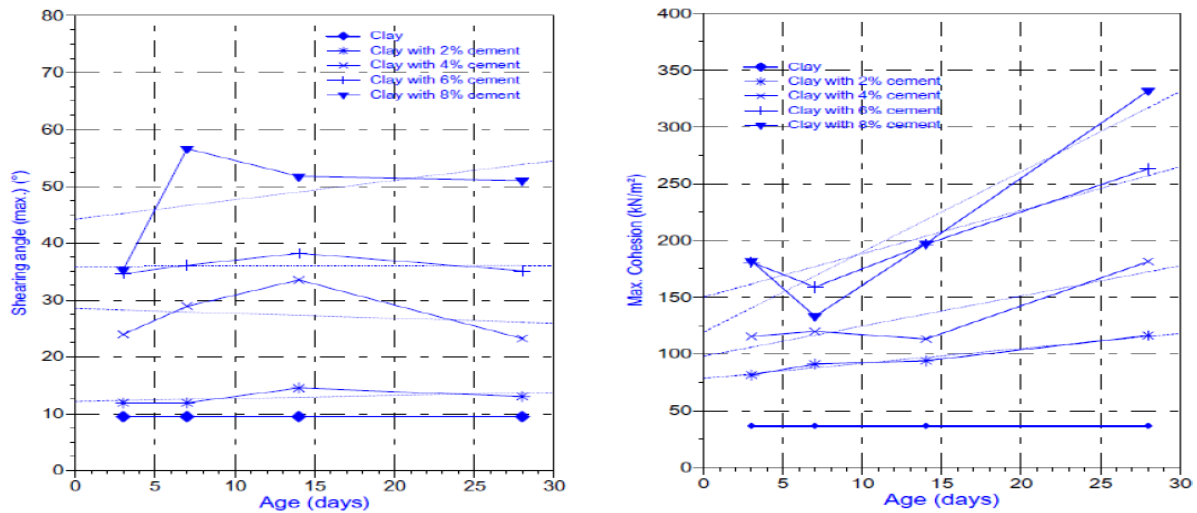 80
70
60
50
40
30
20
10
0
Shearing angle (max.) (°)
Clay
Clay with 2% cement
Clay with 4% cement
Clay with 6% cement
Clay with 8% cement
0 5 10 15 20 25 30
Age (days)
400
350
300
250
200
150
100
50
0
Max. Cohesion (kN/m²)
Clay
Clay with 2% cement
Clay with 4% cement
Clay with 6% cement
Clay with 8% cement
0 5 10 15 20 25 30
Age (days)